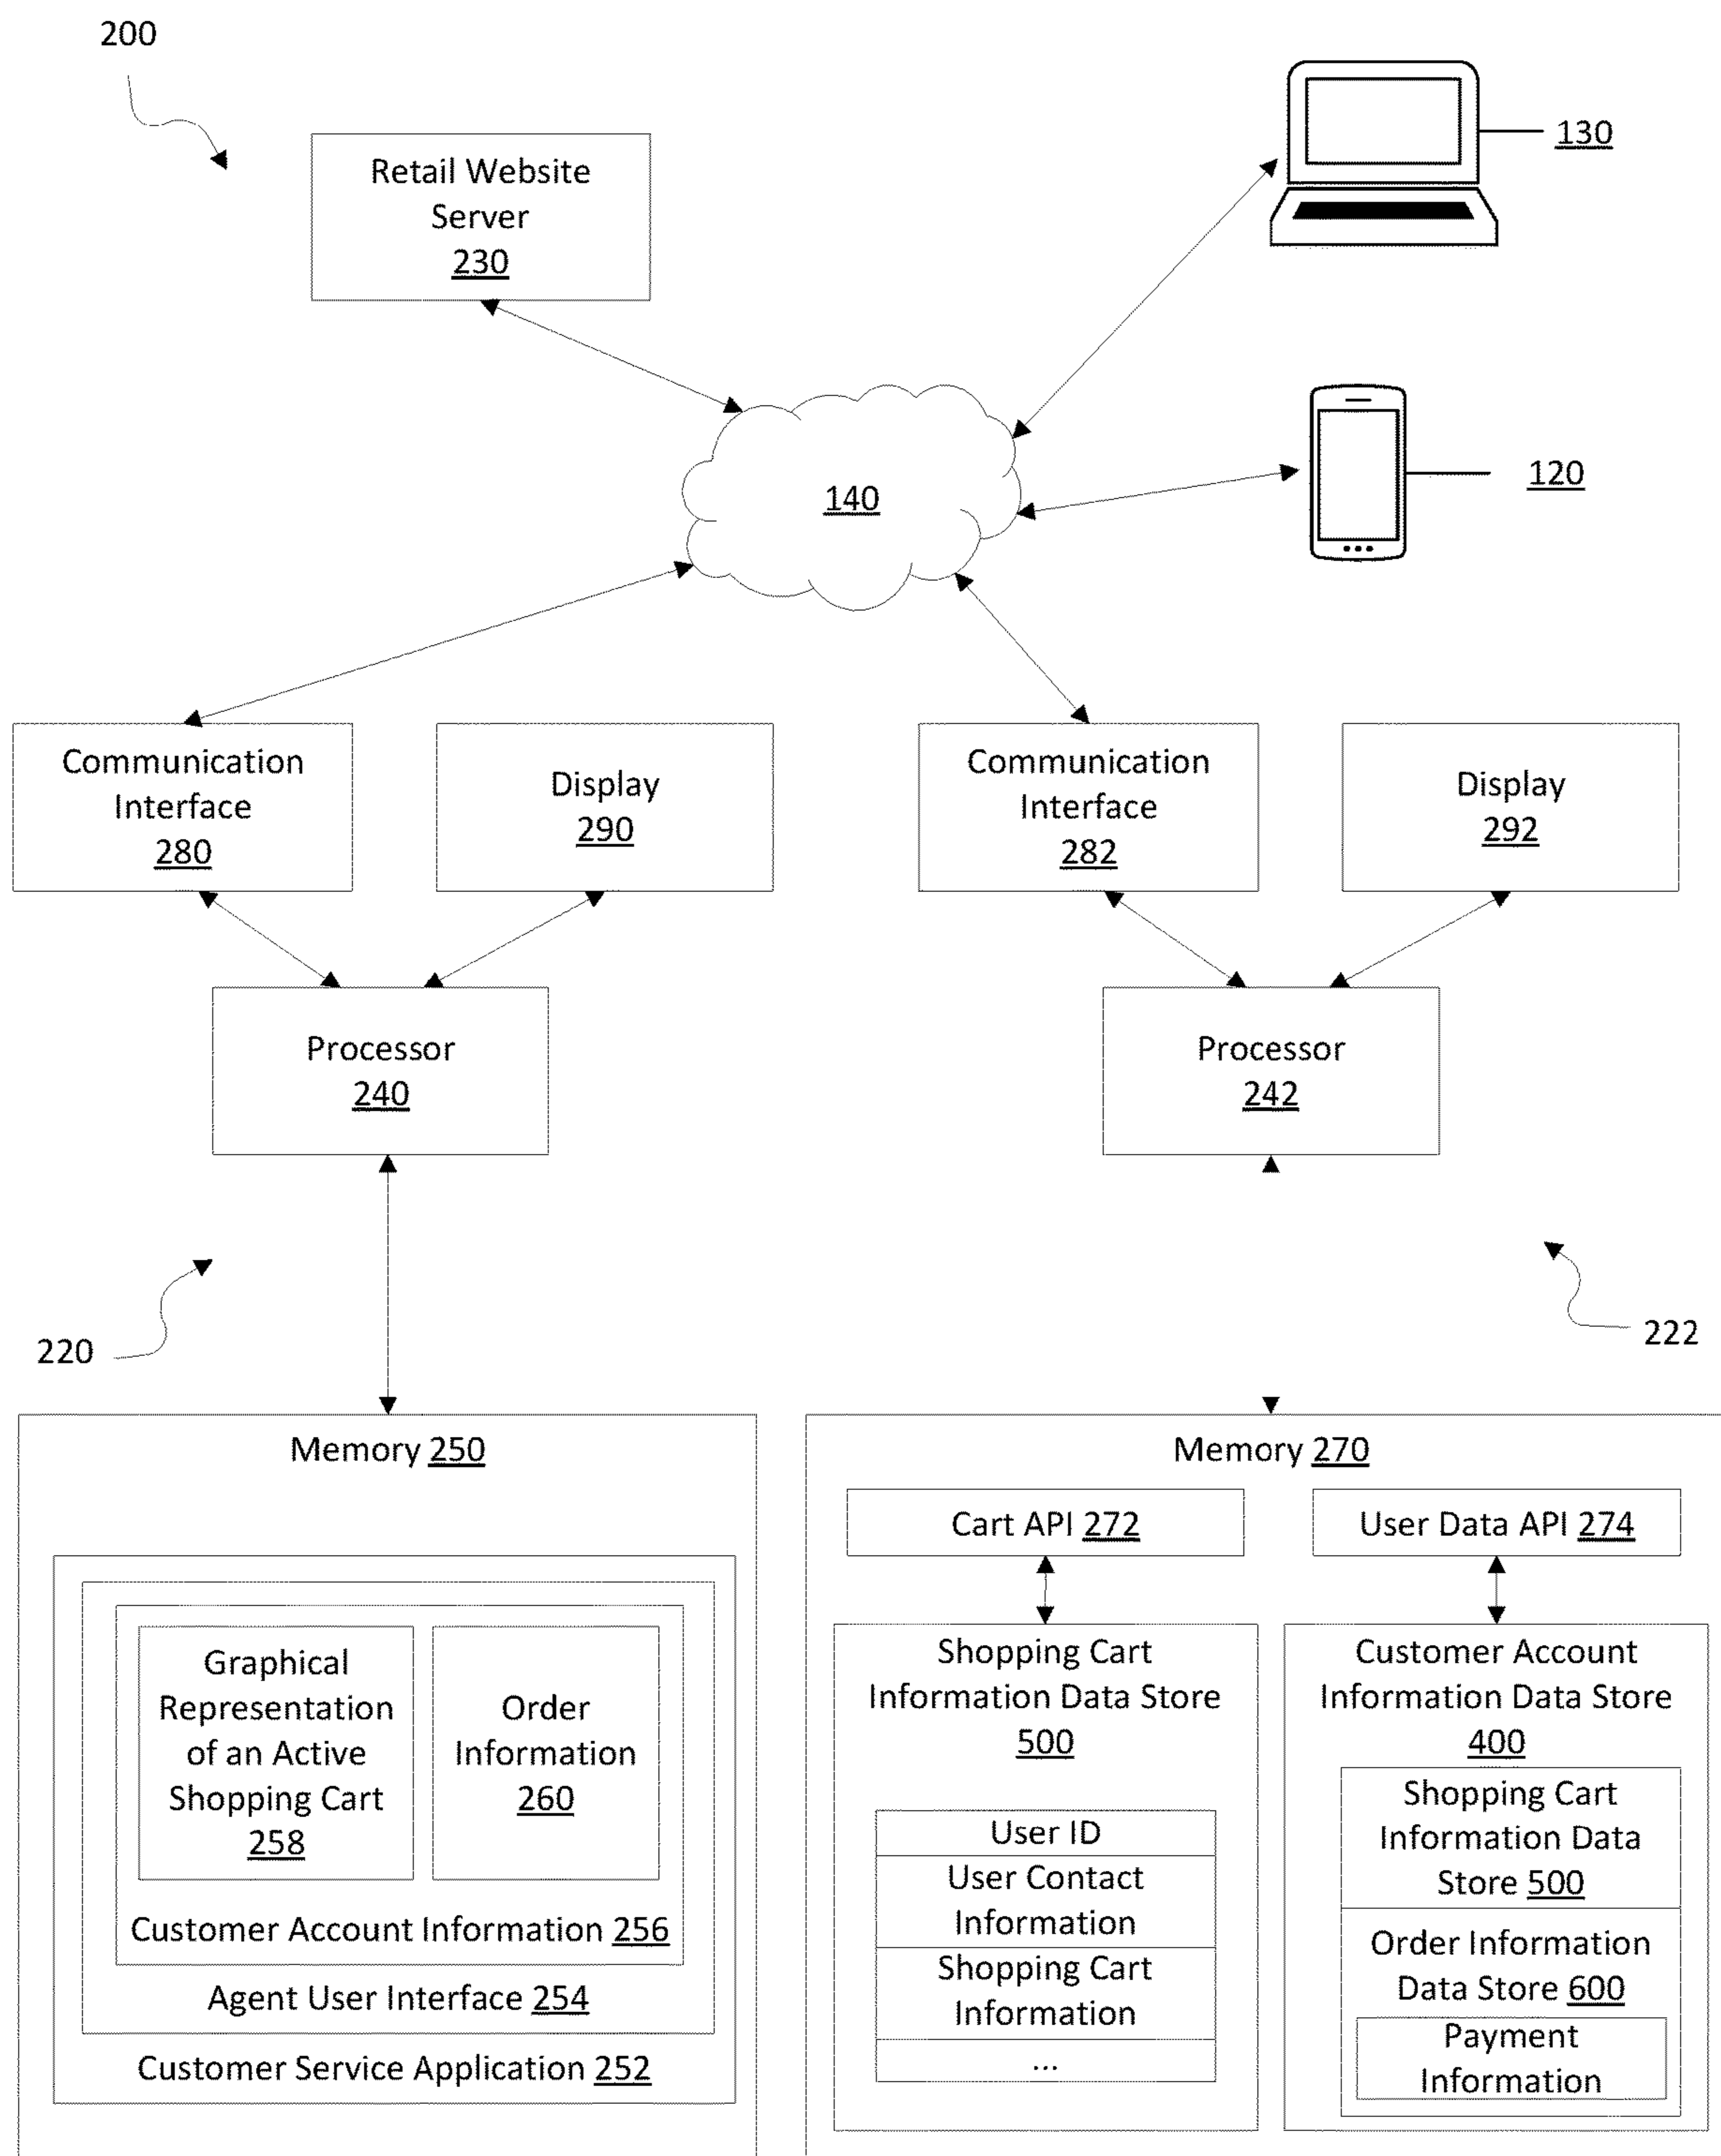 200
130
Retail Website
Server
230
120
140
Communication
Interface
280
Display
290
Communication
Interface
282
Display
292
Processor
240
Processor
242
220
222
Memory 250
Memory 270
Cart API 272
User Data API 274
Graphical
Representation
of an Active
Shopping Cart
258
Order
Information
260
Customer Account Information 256
Agent User Interface 254
Customer Service Application 252
Shopping Cart
Information Data Store
500
User ID
User Contact
Information
Shopping Cart
Information
...
Customer Account
Information Data Store
400
Shopping Cart
Information Data
Store 500
Order Information
Data Store 600
Payment
Information